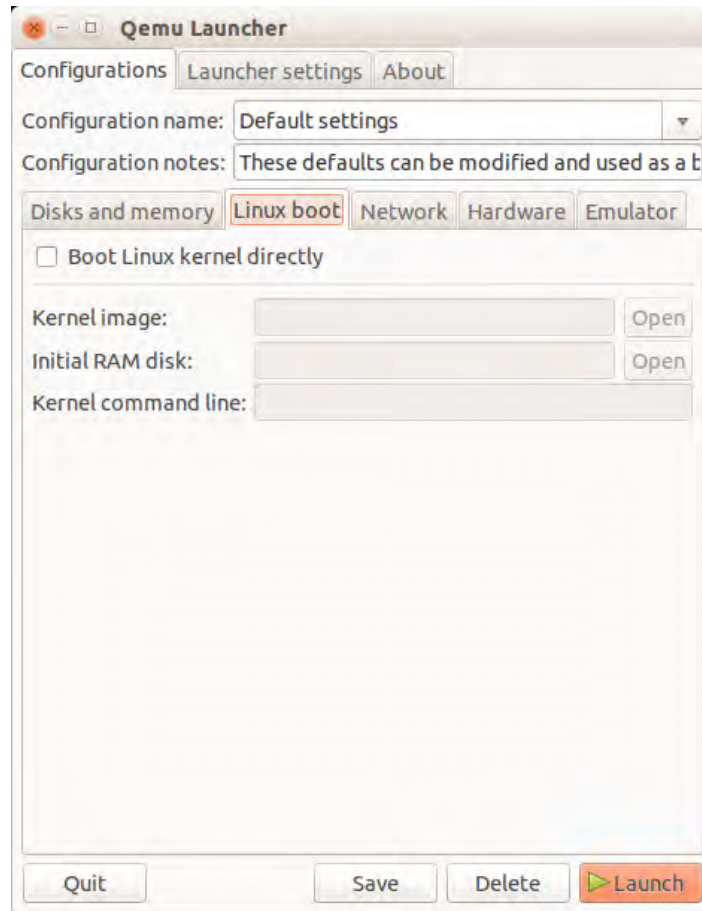 Qemu Launcher
Configurations Launcher settings About
Configuration name: Default settings
Configuration notes: These defaults can be modified and used as a b
Disks and memory Linux boot Network Hardware Emulator
Boot Linux kernel directly
Kernel image: Open
Initial RAM disk: Open
Kernel command line:
Quit Save Delete Launch